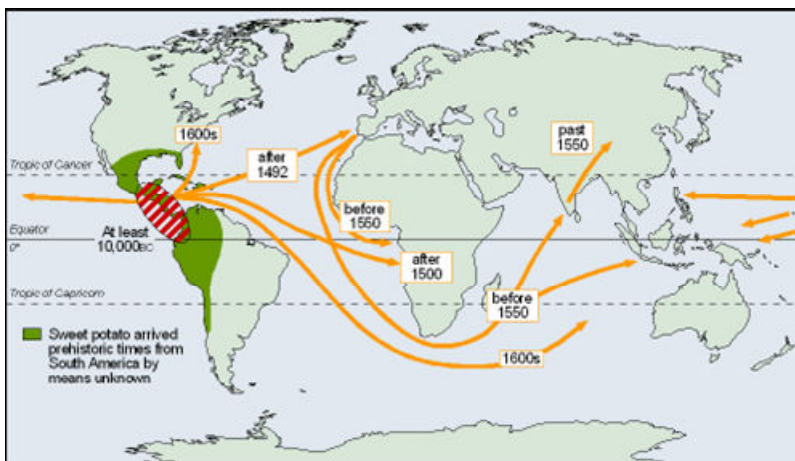 1600s
past
1550
after
1492
Tropic of Cancer
before
1550
At least
10,000BC
Equator
0°
after
1500
before
1550
Tropic of Capricorn
Sweet potato arrived
prehistoric times from
South America by
means unknown
1600s